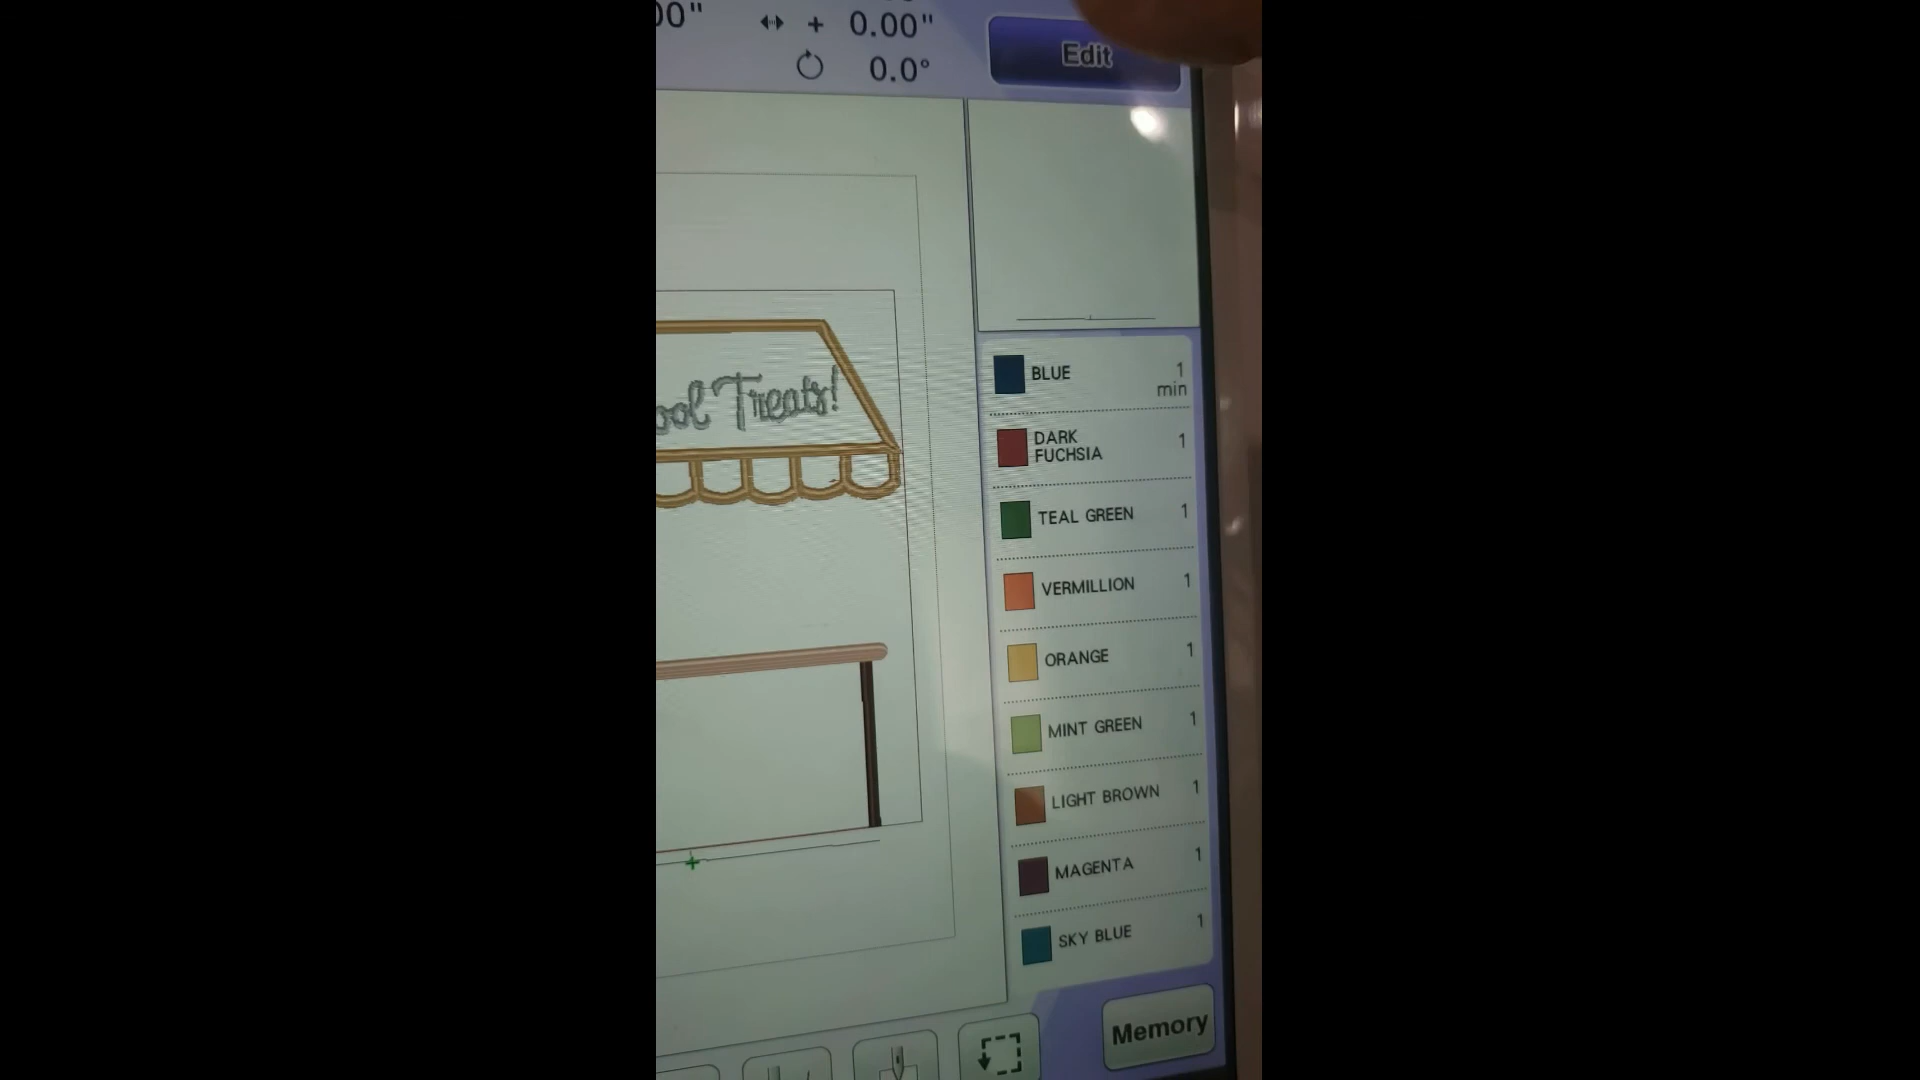 00"
+ 0.00"
0.0°
Edit
ool Treats!
BLUE 1
min
DARK
FUCHSIA 1
TEAL GREEN 1
VERMILLION 1
ORANGE 1
MINT GREEN 1
LIGHT BROWN 1
MAGENTA 1
SKY BLUE 1
Memory